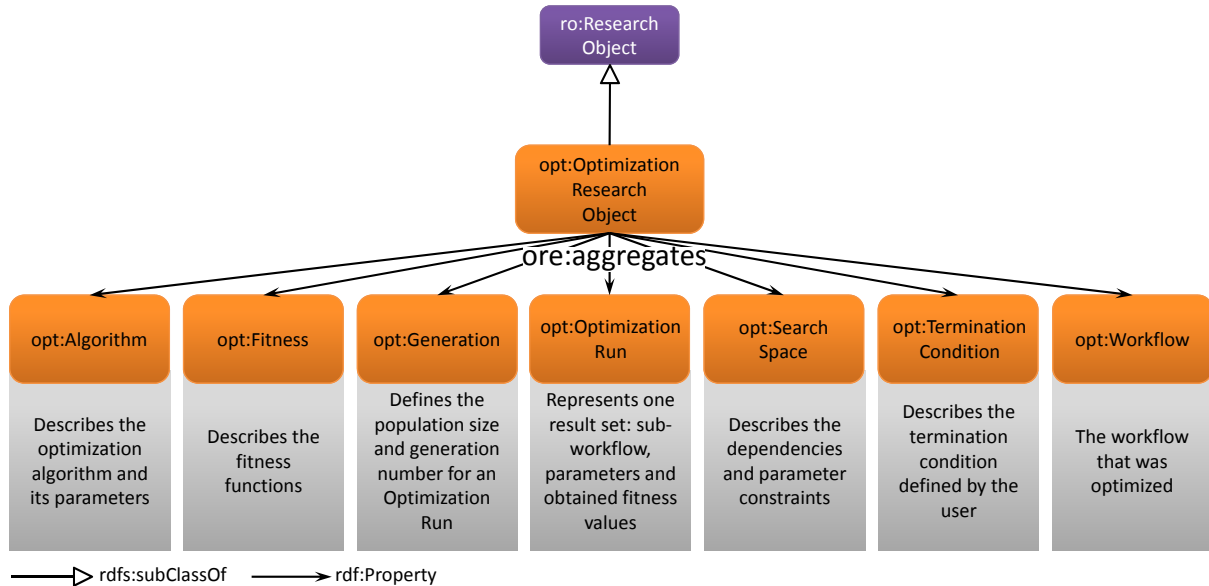 ro:Research
Object
opt:Optimization
Research
Object
ore:aggregates
opt:Algorithm
opt:Fitness
opt:Generation
opt:Optimization
Run
opt:Search
Space
opt:Termination
Condition
opt:Workflow
Describes the
optimization
algorithm and
its parameters
Describes the
fitness
functions
Defines the
population size
and generation
number for an
Optimization
Run
Represents one
result set: sub-
workflow,
parameters and
obtained fitness
values
Describes the
dependencies
and parameter
constraints
Describes the
termination
condition
defined by the
user
The workflow
that was
optimized
rdfs:subClassOf
rdf:Property